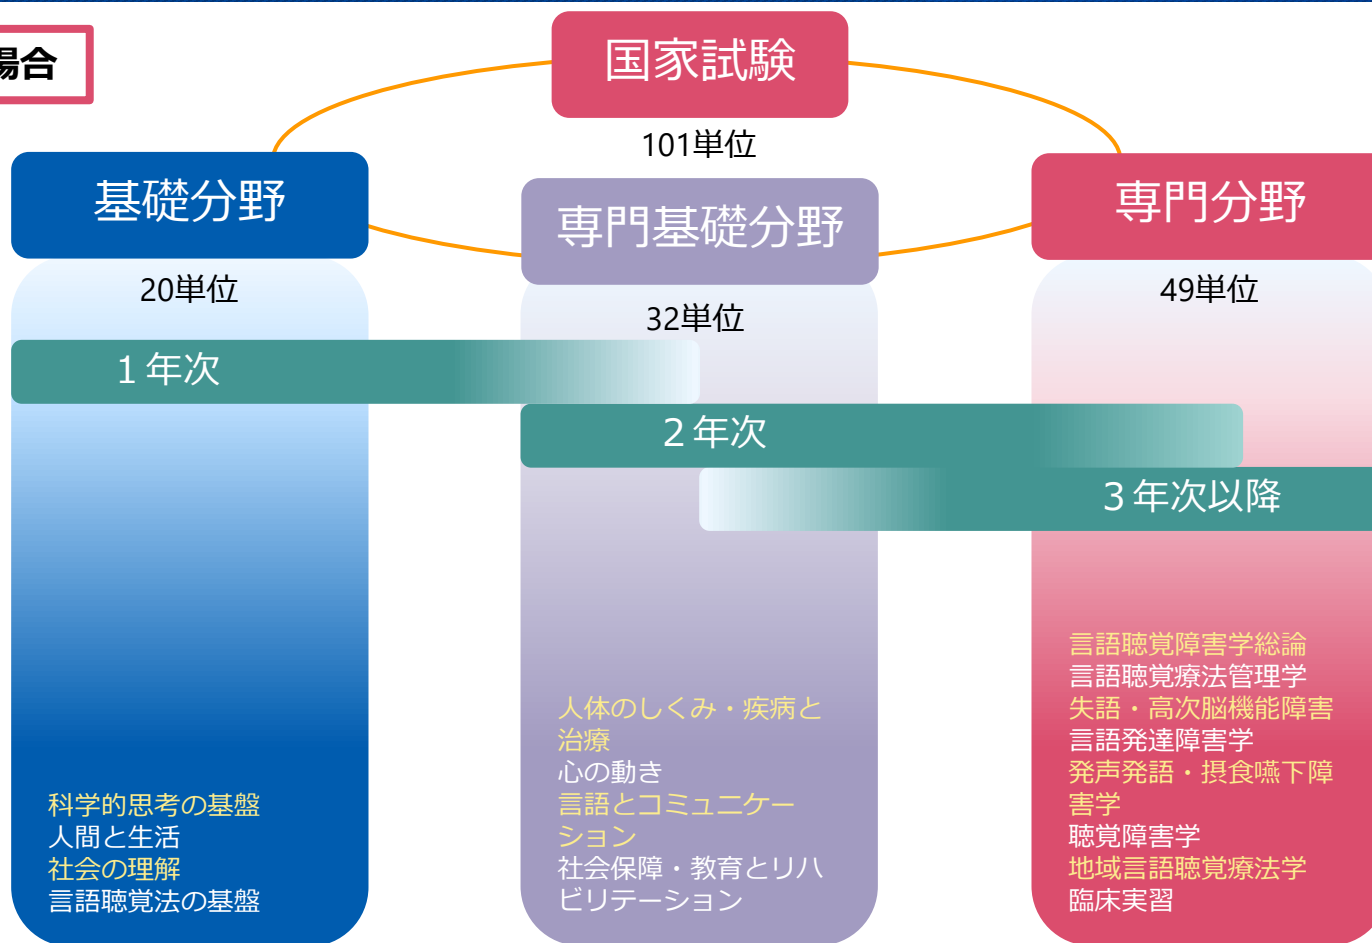 場合
国家試験
101単位
基礎分野
20単位
専門基礎分野
32単位
専門分野
49単位
1年次
2年次
3年次以降
科学的思考の基盤
人間と生活
社会の理解
言語聴覚法の基盤
人体のしくみ・疾病と
治療
心の動き
言語とコミュニケー
ション
社会保障・教育とリハ
ビリテーション
言語聴覚障害学総論
言語聴覚療法管理学
失語・高次脳機能障害
言語発達障害学
発声発語・摂食嚥下障
害学
聴覚障害学
地域言語聴覚療法学
臨床実習